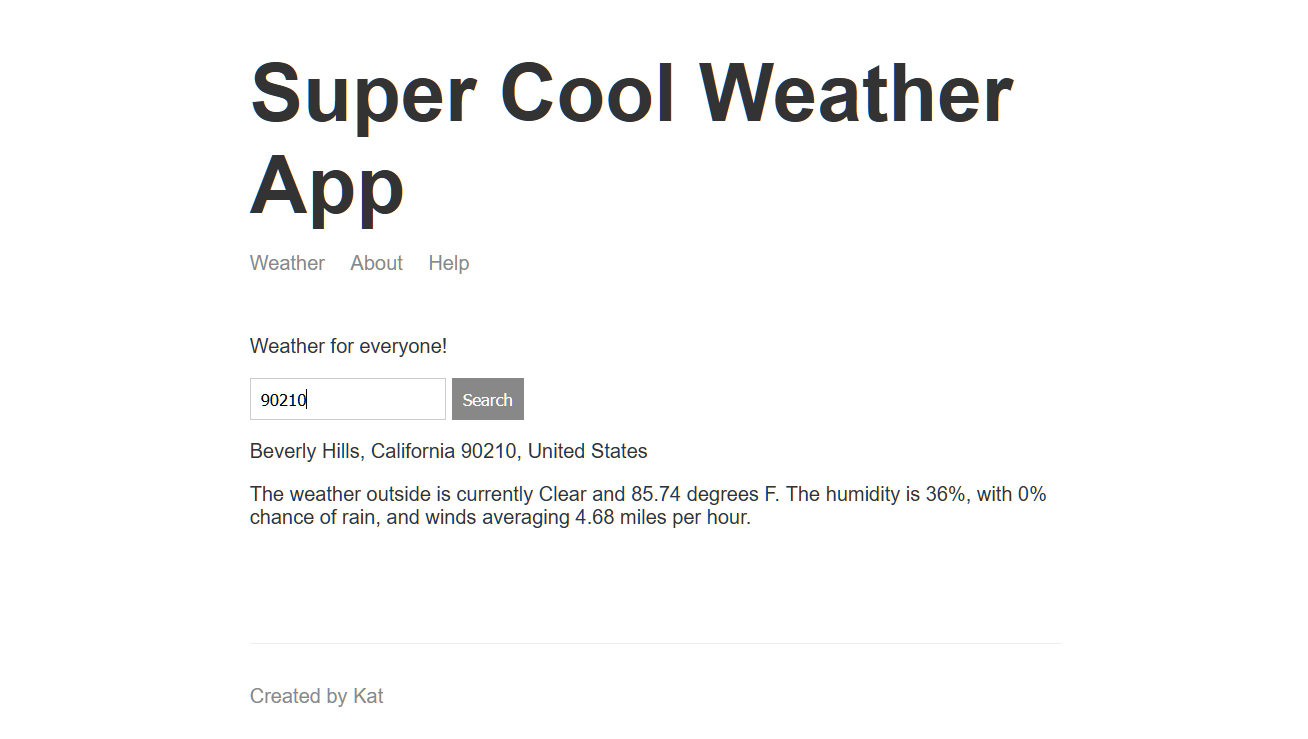 Super Cool Weather
App
Weather About Help
Weather for everyone!
90210 Search
Beverly Hills, California 90210, United States
The weather outside is currently Clear and 85.74 degrees F. The humidity is 36%, with 0%
chance of rain, and winds averaging 4.68 miles per hour.
Created by Kat